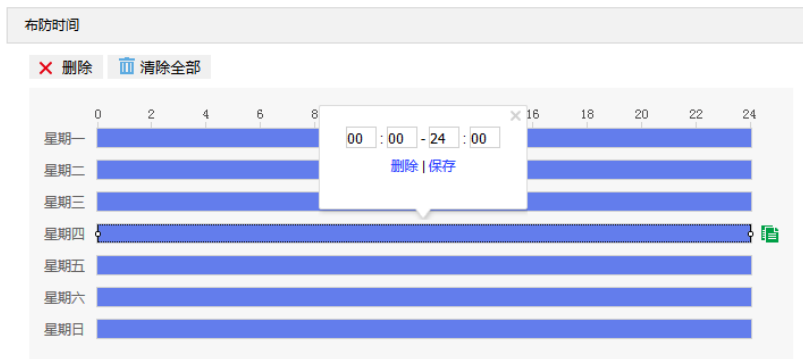 布防时间
删除 清除全部
0 2 4 6 8 16 18 20 22 24
00 : 00 - 24 : 00
删除 | 保存
星期一
星期二
星期三
星期四
星期五
星期六
星期日